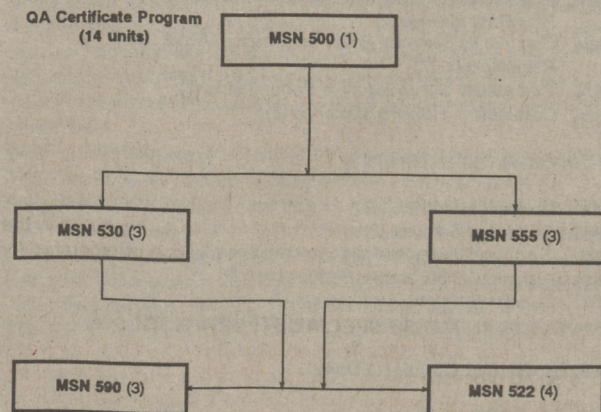 QA Certificate Program
(14 units)
MSN 500 (1)
MSN 530 (3)
MSN 555 (3)
MSN 590 (3)
MSN 522 (4)